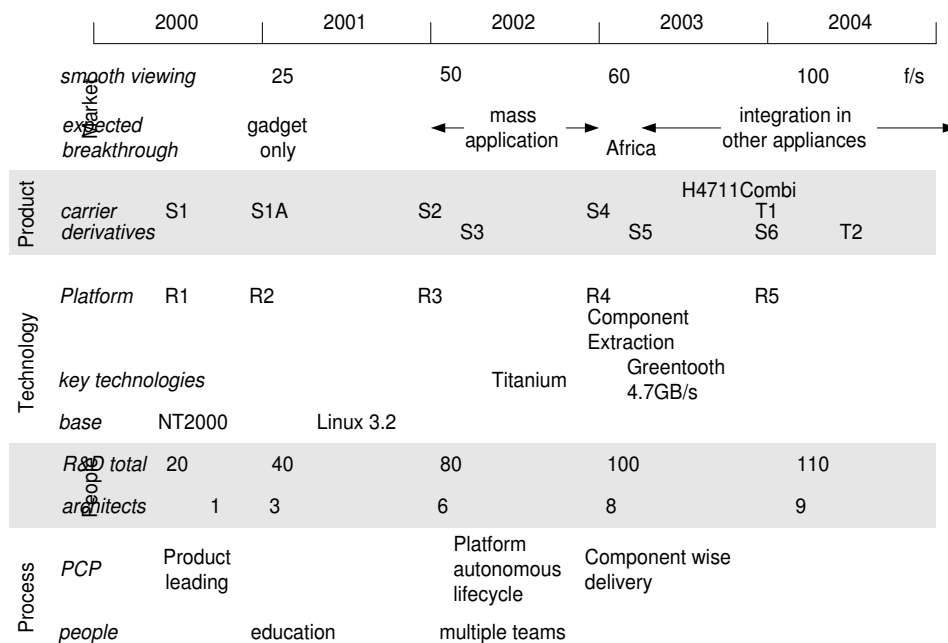 2000 2001 2002 2003 2004
Market
smooth viewing 25 50 60 100 f/s
expected gadget mass integration in
breakthrough only application Africa other appliances
Product
H4711Combi
carrier S1 S1A S2 S4 T1
derivatives S3 S5 S6 T2
Technology
Platform R1 R2 R3 R4 R5
Component
Extraction
key technologies Titanium Greentooth
4.7GB/s
base NT2000 Linux 3.2
People
R&D total 20 40 80 100 110
architects 1 3 6 8 9
Process
PCP Product leading Platform autonomous lifecycle Component wise delivery
people education multiple teams